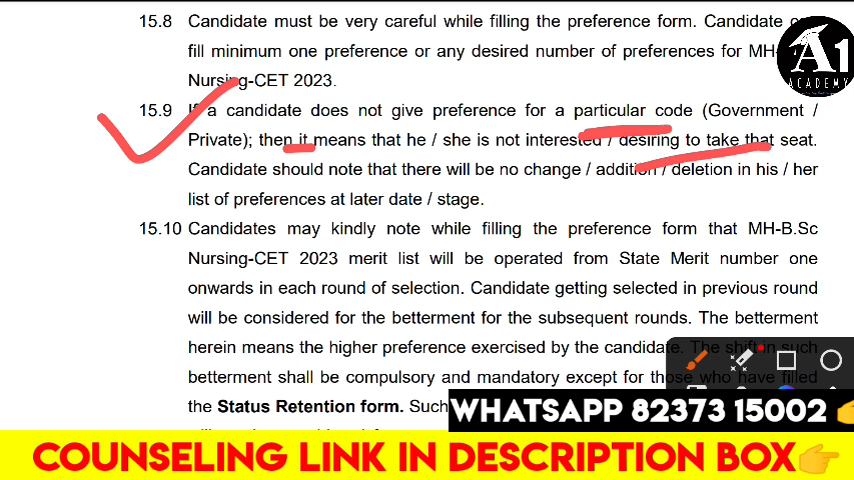 15.8 Candidate must be very careful while filling the preference form. Candidate
fill minimum one preference or any desired number of preferences for MH-
Nursing-CET 2023.
15.9 If a candidate does not give preference for a particular code (Government /
Private); then it means that he / she is not interested / desiring to take that seat.
Candidate should note that there will be no change / addition / deletion in his / her
list of preferences at later date / stage.
15.10 Candidates may kindly note while filling the preference form that MH-B.Sc
Nursing-CET 2023 merit list will be operated from State Merit number one
onwards in each round of selection. Candidate getting selected in previous round
will be considered for the betterment for the subsequent rounds. The betterment
herein means the higher preference exercised by the candidate. The shift in such
betterment shall be compulsory and mandatory except for those who have filled
the Status Retention form. Such
A1
ACADEMY
WHATSAPP 82373 15002
COUNSELING LINK IN DESCRIPTION BOX